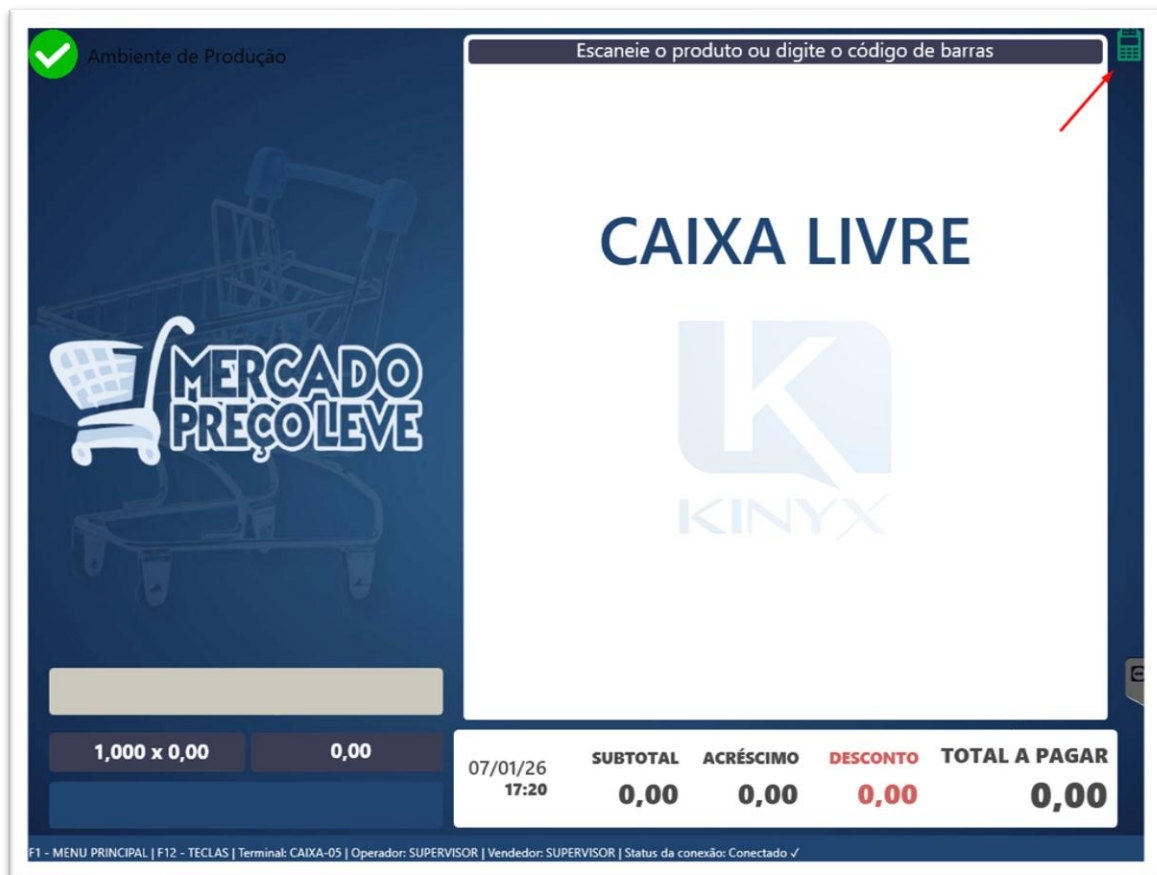 Ambiente de Produção
Escaneie o produto ou digite o código de barras
CAIXA LIVRE
MERCADO
PREÇO LEVE
KINYX
1,000 x 0,00
0,00
07/01/26
17:20
SUBTOTAL ACRÉSCIMO DESCONTO TOTAL A PAGAR
0,00 0,00 0,00 0,00
F1 - MENU PRINCIPAL | F12 - TECLAS | Terminal: CAIXA-05 | Operador: SUPERVISOR | Vendedor: SUPERVISOR | Status da conexão: Conectado ✓